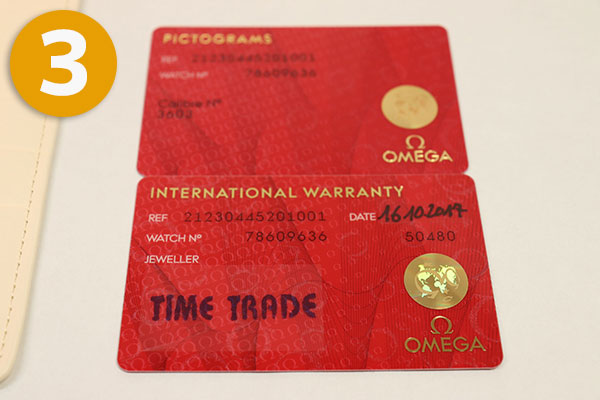 3
PICTOGRAMS
REF. 21230445201001
WATCH Nº 78609636
Calibre Nº
3602
Ω
OMEGA
INTERNATIONAL WARRANTY
REF. 21230445201001 DATE 16.10.2014
WATCH Nº 78609636 50480
JEWELLER
TIME TRADE
Ω
OMEGA